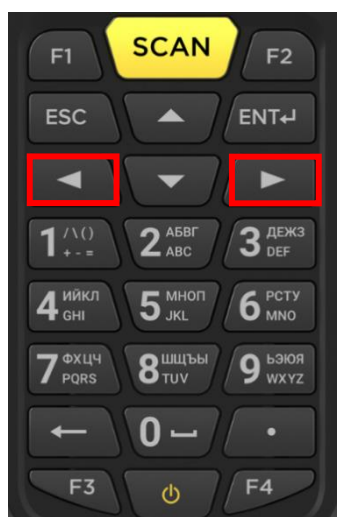 F1 SCAN F2
ESC ENT↵
1 /\() +-=
2 АБВГ ABC
3 ДЕЖЗ DEF
4 ИЙКЛ GHI
5 МНОП JKL
6 РСТУ MNO
7 ФХЦЧ PQRS
8 ШЩЪЫ TUV
9 ЬЭЮЯ WXYZ
0 .
F3 F4